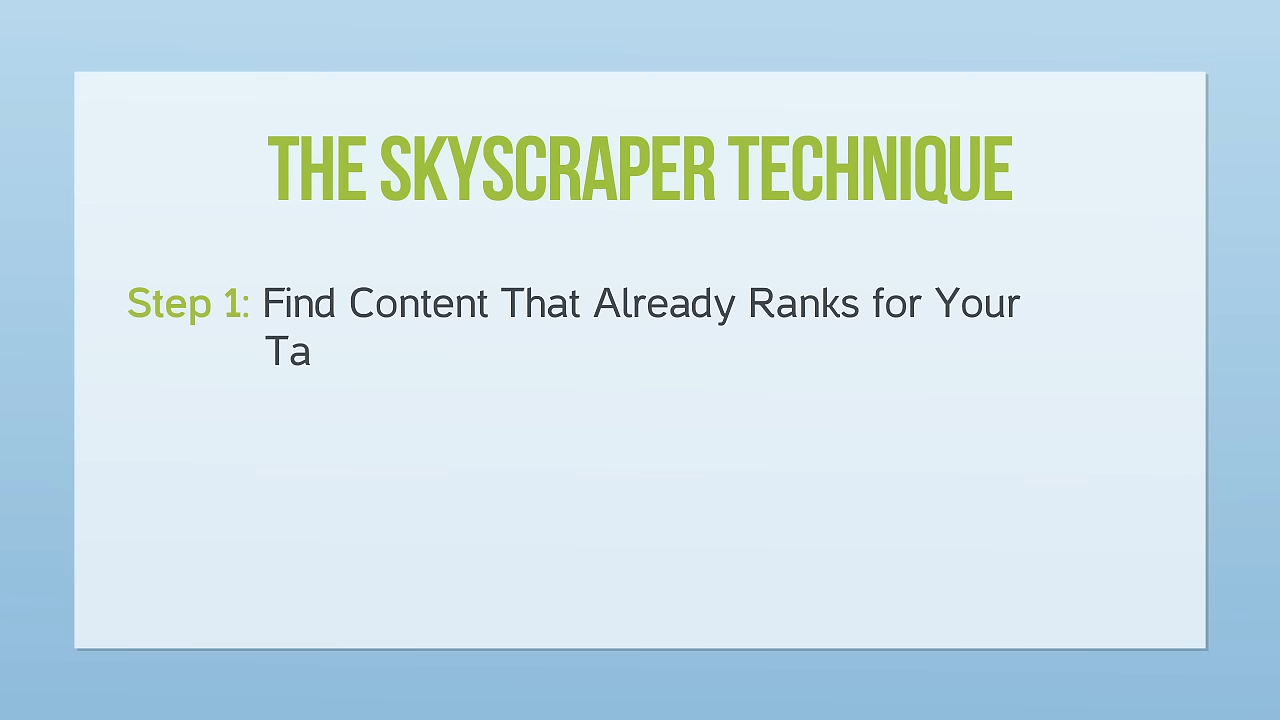 THE SKYSCRAPER TECHNIQUE
Step 1: Find Content That Already Ranks for Your
Ta